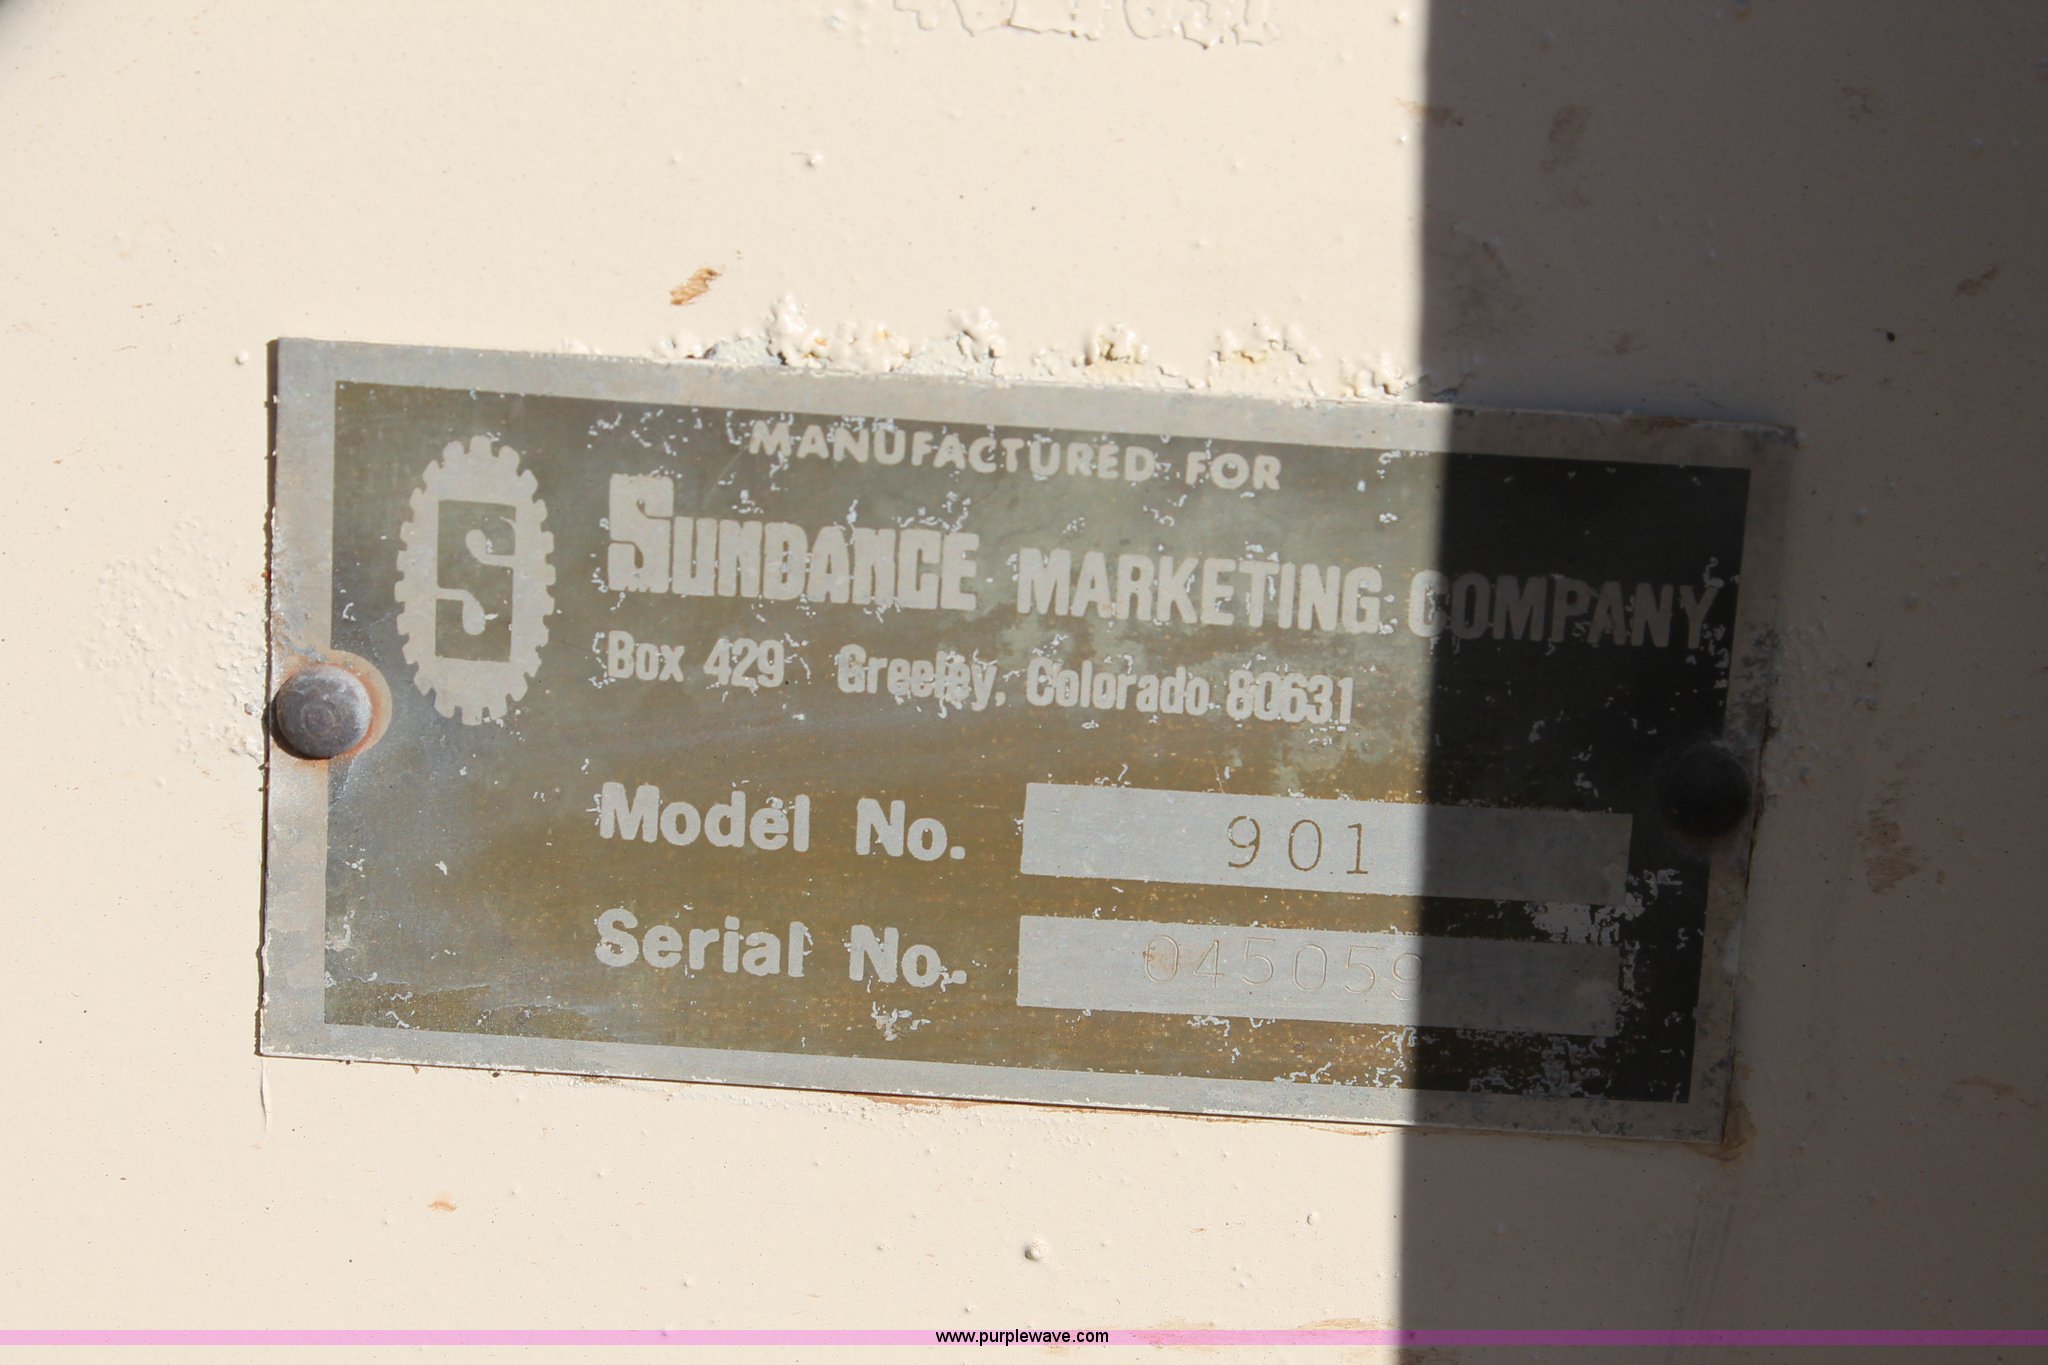 MANUFACTURED FOR
S SUNDANCE MARKETING COMPANY
Box 429 Greeley, Colorado 80631
Model No. 901
Serial No. 045059
www.purplewave.com